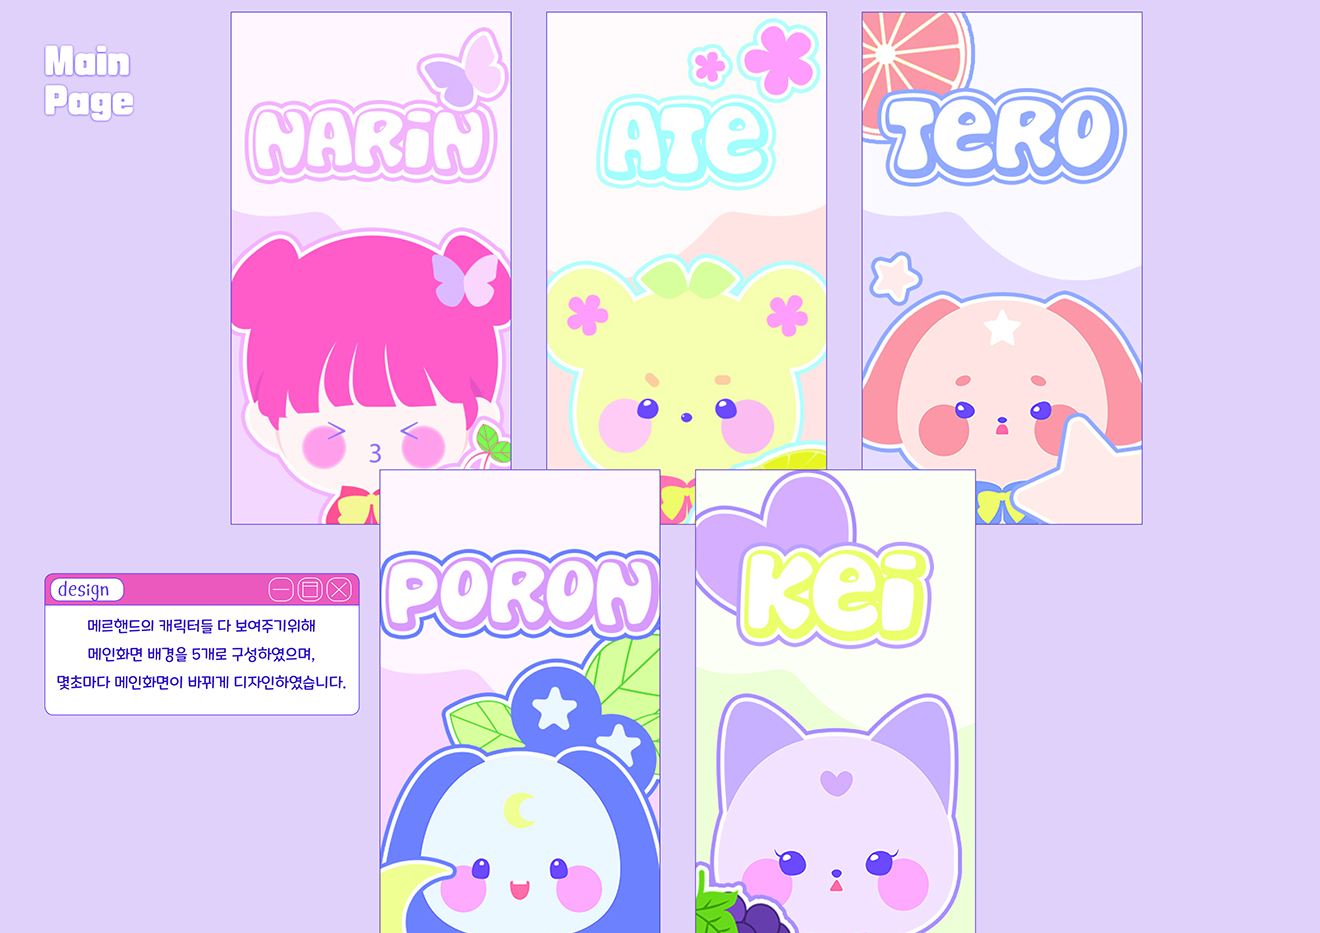 Main
Page
NARiN
ATe
TeRO
3
PORON
Kei
design
메르핸드의 캐릭터들 다 보여주기위해
메인화면 배경을 5개로 구성하였으며,
몇초마다 메인화면이 바뀌게 디자인하였습니다.